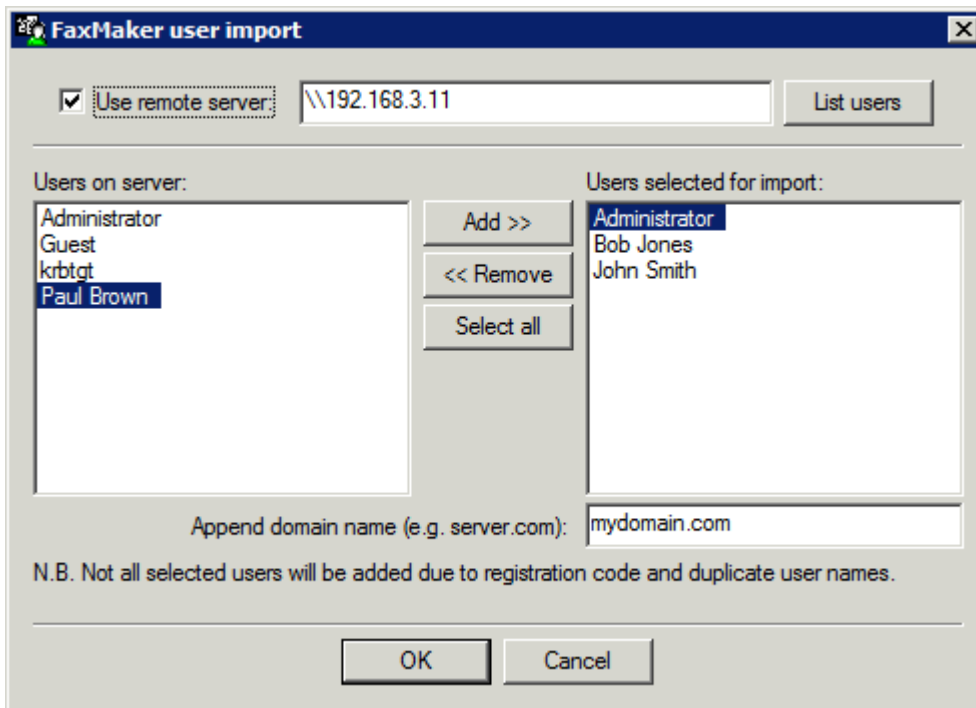 FaxMaker user import
Use remote server: \\192.168.3.11 List users
Users on server:
Administrator
Guest
krbtgt
Paul Brown
Add >>
<< Remove
Select all
Users selected for import:
Administrator
Bob Jones
John Smith
Append domain name (e.g. server.com): mydomain.com
N.B. Not all selected users will be added due to registration code and duplicate user names.
OK Cancel